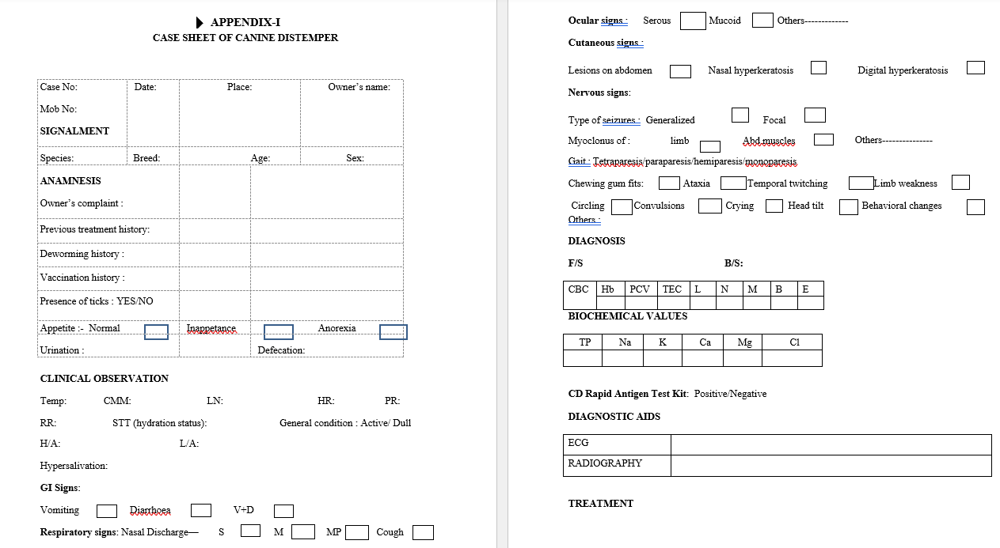 APPENDIX-I
CASE SHEET OF CANINE DISTEMPER
Case No: Date: Place: Owner's name:
Mob No:
SIGNALMENT
Species: Breed: Age: Sex:
ANAMNESIS
Owner's complaint :
Previous treatment history:
Deworming history :
Vaccination history :
Presence of ticks : YES/NO
Appetite :- Normal Inappetance Anorexia
Urination : Defecation:
CLINICAL OBSERVATION
Temp: CMM: LN: HR: PR:
RR: STT (hydration status): General condition : Active/ Dull
H/A: L/A:
Hypersalivation:
GI Signs:
Vomiting Diarrhoea V+D
Respiratory signs: Nasal Discharge— S M MP Cough
Ocular signs : Serous Mucoid Others-------------
Cutaneous signs :
Lesions on abdomen Nasal hyperkeratosis Digital hyperkeratosis
Nervous signs:
Type of seizures : Generalized Focal
Myoclonus of : limb Abd.muscles Others---------------
Gait : Tetraparesis/paraparesis/hemiparesis/monoparesis
Chewing gum fits: Ataxia Temporal twitching Limb weakness
Circling Convulsions Crying Head tilt Behavioral changes
Others :
DIAGNOSIS
F/S B/S:
CBC Hb PCV TEC L N M B E
BIOCHEMICAL VALUES
TP Na K Ca Mg Cl
CD Rapid Antigen Test Kit: Positive/Negative
DIAGNOSTIC AIDS
ECG
RADIOGRAPHY
TREATMENT